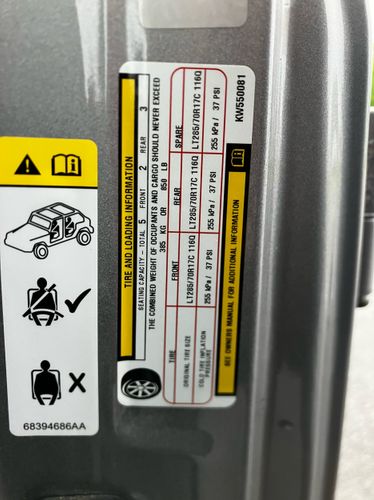 TIRE AND LOADING INFORMATION
SEATING CAPACITY - TOTAL 5 FRONT 2 REAR 3
THE COMBINED WEIGHT OF OCCUPANTS AND CARGO SHOULD NEVER EXCEED
385 KG OR 850 LB
TIRE FRONT REAR SPARE
ORIGINAL TIRE SIZE LT285/70R17C 116Q LT285/70R17C 116Q LT285/70R17C 116Q
COLD TIRE INFLATION PRESSURE 255 kPa / 37 PSI 255 kPa / 37 PSI 255 kPa / 37 PSI
SEE OWNERS MANUAL FOR ADDITIONAL INFORMATION
KW550081
68394686AA